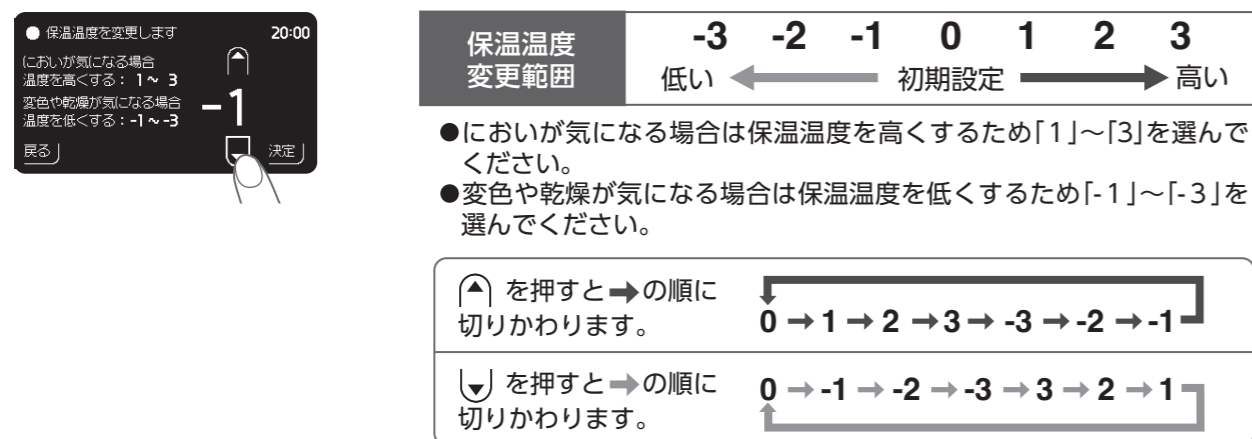 ● 保温温度を変更します 20:00
においが気になる場合
温度を高くする： 1～ 3
変色や乾燥が気になる場合
温度を低くする：-1～-3
-1
戻る 決定
保温温度
変更範囲
-3 -2 -1 0 1 2 3
低い 初期設定 高い
●においが気になる場合は保温温度を高くするため「1」～「3」を選んで
ください。
●変色や乾燥が気になる場合は保温温度を低くするため「-1」～「-3」を
選んでください。
を押すと➡の順に
切りかわります。
0 → 1 → 2 → 3 → -3 → -2 → -1
を押すと➡の順に
切りかわります。
0 → -1 → -2 → -3 → 3 → 2 → 1